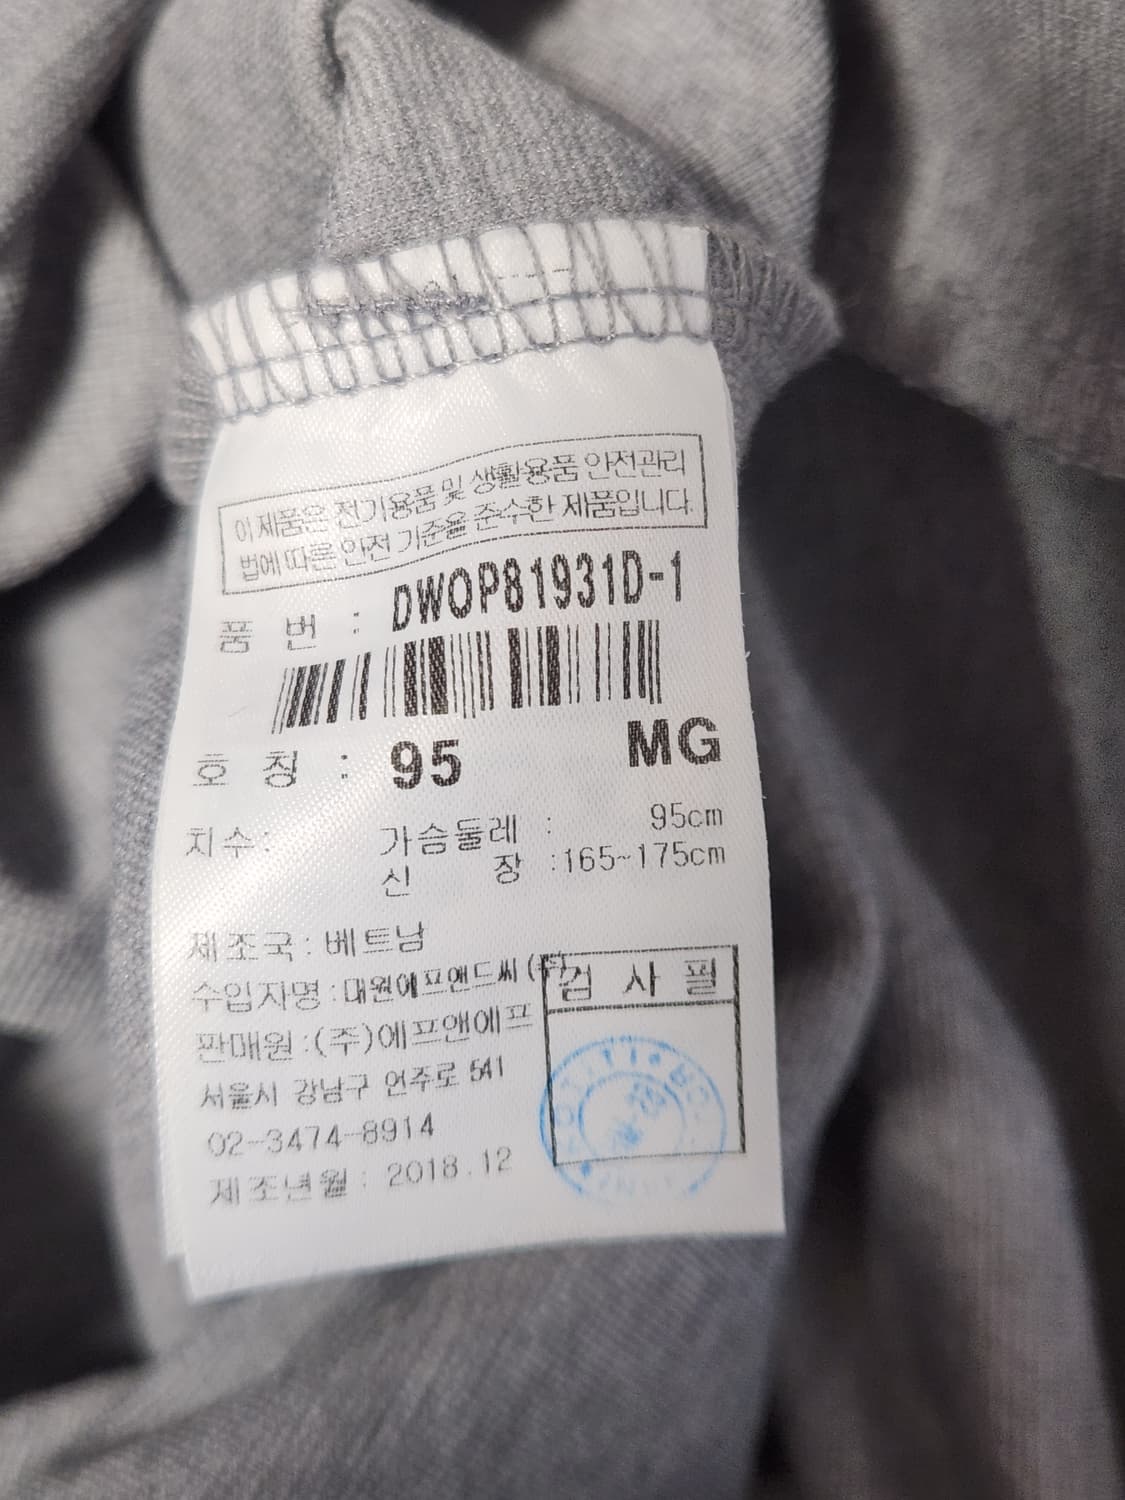 이 제품은 전기용품 및 생활용품 안전관리
법에 따른 안전 기준을 준수한 제품입니다.
품 번 : DWOP81931D-1
호 칭 : 95 MG
치수: 가슴둘레 : 95cm
신 장 :165~175cm
제조국 : 베트남
수입자명 : 대원에프앤드씨 (주)
검 사 필
판매원 :(주)에프앤에프
서울시 강남구 언주로 541
02-3474-8914
제조년월 : 2018.12